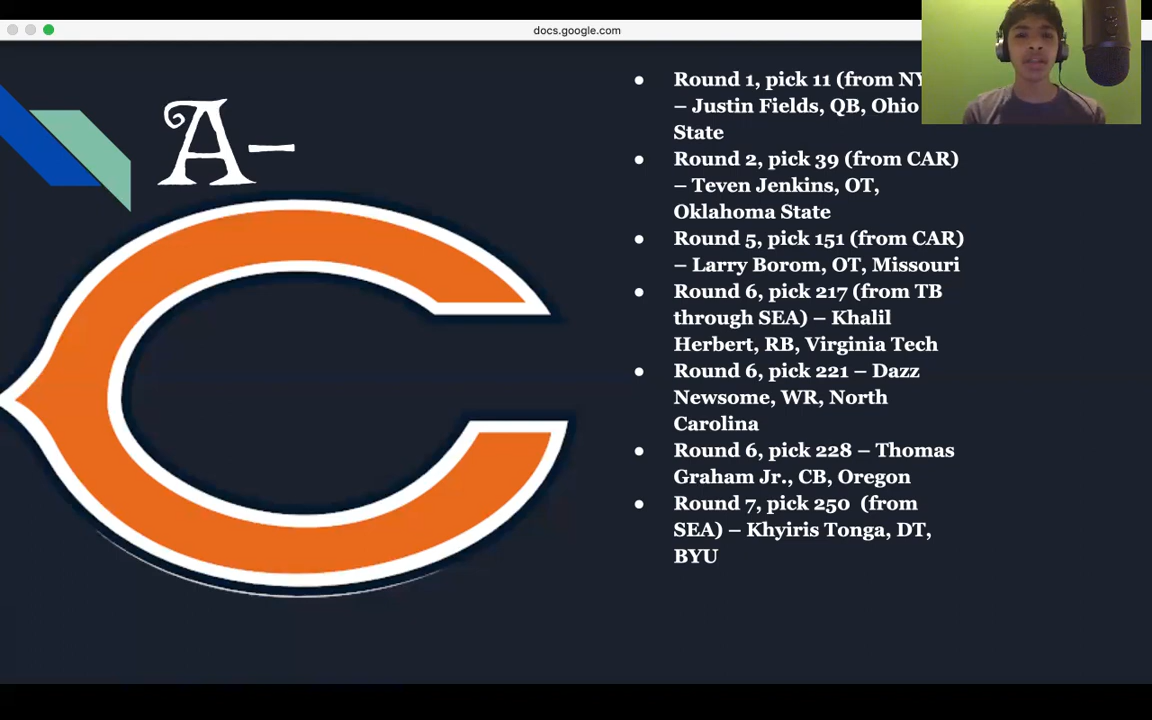 docs.google.com
A-
● Round 1, pick 11 (from NY
– Justin Fields, QB, Ohio
State
● Round 2, pick 39 (from CAR)
– Teven Jenkins, OT,
Oklahoma State
● Round 5, pick 151 (from CAR)
– Larry Borom, OT, Missouri
● Round 6, pick 217 (from TB
through SEA) – Khalil
Herbert, RB, Virginia Tech
● Round 6, pick 221 – Dazz
Newsome, WR, North
Carolina
● Round 6, pick 228 – Thomas
Graham Jr., CB, Oregon
● Round 7, pick 250  (from
SEA) – Khyiris Tonga, DT,
BYU